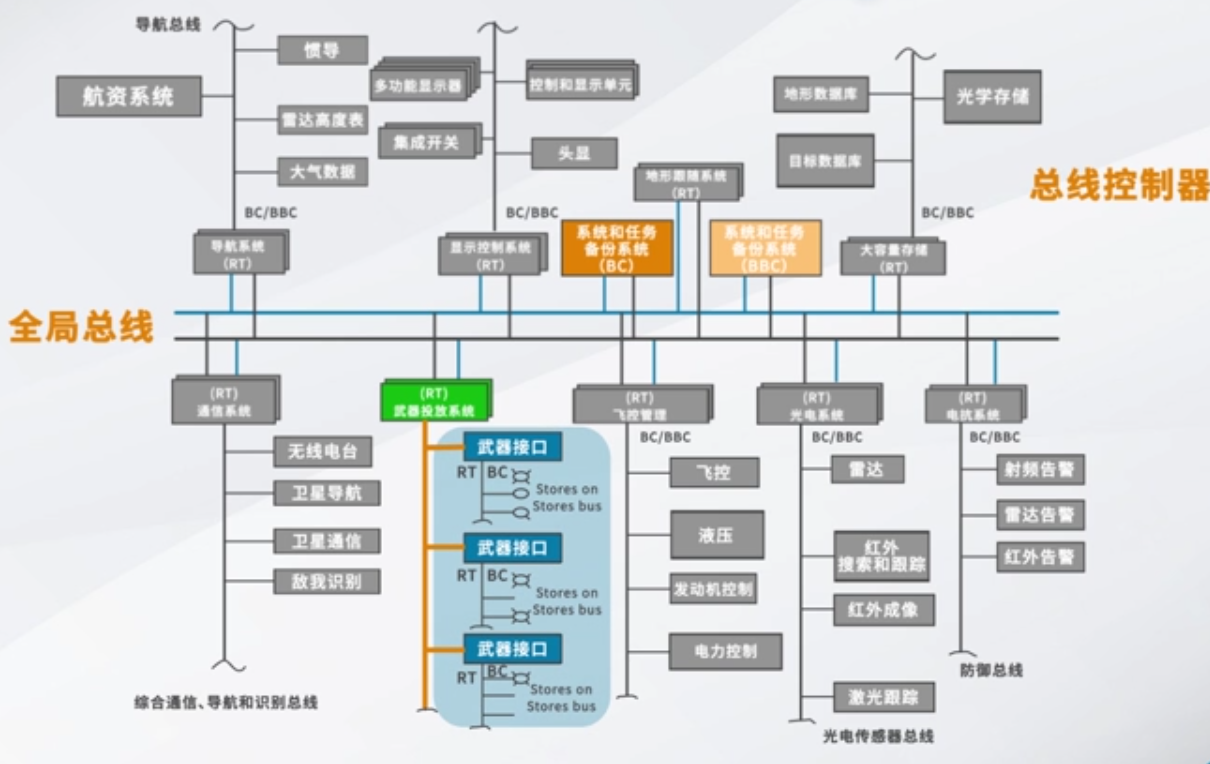 导航总线
惯导
航资系统
雷达高度表
大气数据
BC/BBC
导航系统
(RT)
多功能显示器
控制和显示单元
集成开关
头显
BC/BBC
显示控制系统
(RT)
系统和任务
备份系统
(BC)
地形跟随系统
(RT)
系统和任务
备份系统
(BBC)
地形数据库
光学存储
目标数据库
BC/BBC
大容量存储
(RT)
总线控制器
全局总线
(RT)
通信系统
无线电台
卫星导航
卫星通信
敌我识别
综合通信、导航和识别总线
(RT)
武器投放系统
武器接口
RT BC
Stores on
Stores bus
武器接口
RT BC
Stores on
Stores bus
武器接口
RT BC
Stores on
Stores bus
(RT)
飞控管理
BC/BBC
飞控
液压
发动机控制
电力控制
(RT)
光电系统
BC/BBC
雷达
红外
搜索和跟踪
红外成像
激光跟踪
光电传感器总线
(RT)
电抗系统
BC/BBC
射频告警
雷达告警
红外告警
防御总线